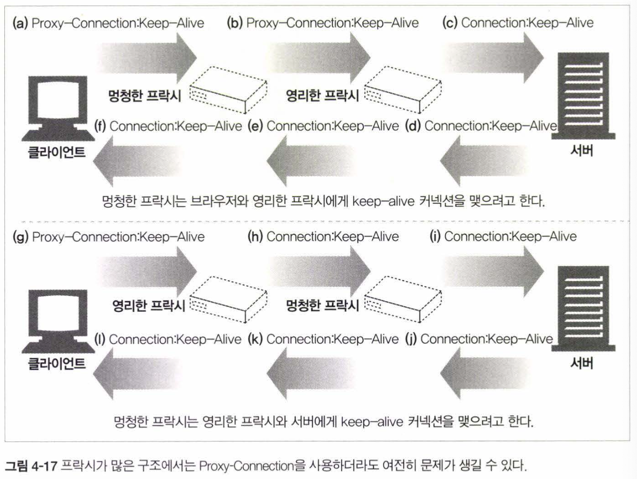 (a) Proxy-Connection:Keep-Alive (b) Proxy-Connection:Keep-Alive (c) Connection:Keep-Alive
멍청한 프락시 영리한 프락시
(f) Connection:Keep-Alive (e) Connection:Keep-Alive (d) Connection:Keep-Alive
클라이언트 서버
멍청한 프락시는 브라우저와 영리한 프락시에게 keep-alive 커넥션을 맺으려고 한다.
(g) Proxy-Connection:Keep-Alive (h) Connection:Keep-Alive (i) Connection:Keep-Alive
영리한 프락시 멍청한 프락시
(l) Connection:Keep-Alive (k) Connection:Keep-Alive (j) Connection:Keep-Alive
클라이언트 서버
멍청한 프락시는 영리한 프락시와 서버에게 keep-alive 커넥션을 맺으려고 한다.
그림 4-17 프락시가 많은 구조에서는 Proxy-Connection을 사용하더라도 여전히 문제가 생길 수 있다.